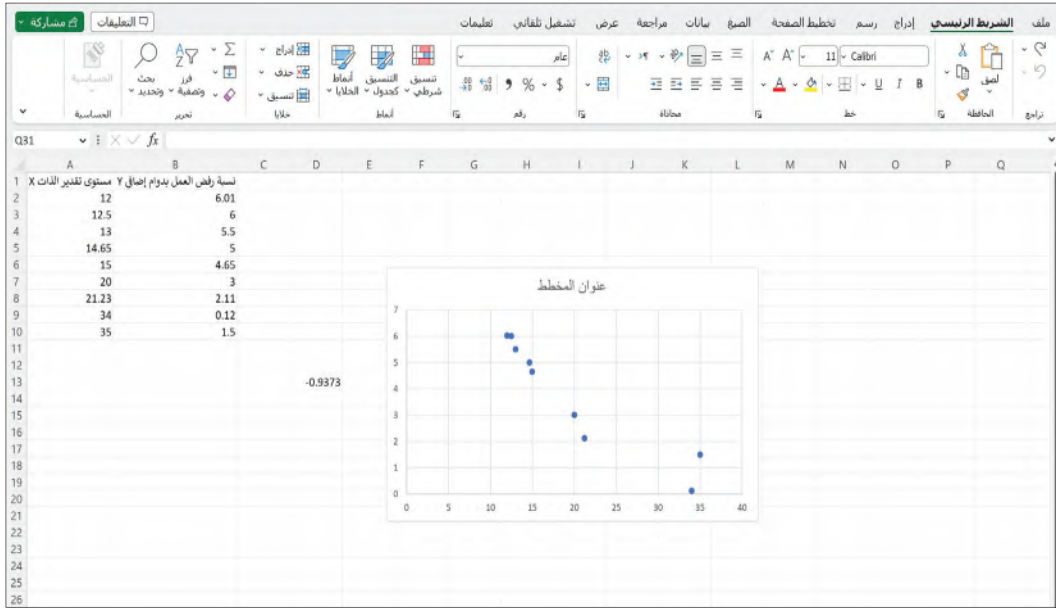 ملف الشريط الرئيسي إدراج رسم تخطيط الصفحة الصيغ بيانات مراجعة عرض تشغيل تلقائي تعليمات التعليقات مشاركة
Calibri 11 A^ A^ عام
لصق B I U A $ % 9 .00 →.0
تنسيق شرطي التنسيق كجدول أنماط الخلايا
إدراج حذف تنسيق
فرز وتصفية بحث وتحديد الحساسية
تراجع الحافظة خط محاذاة رقم أنماط خلايا تحرير الحساسية
Q31 fx
A B C D E F G H I J K L M N O P Q
1 مستوى تقدير الذات X نسبة رفض العمل بدوام إضافي Y
2 12 6.01
3 12.5 6
4 13 5.5
5 14.65 5
6 15 4.65
7 20 3
8 21.23 2.11
9 34 0.12
10 35 1.5
11
12
13 -0.9373
14
15
16
17
18
19
20
21
22
23
24
25
26
عنوان المخطط
7
6
5
4
3
2
1
0
0 5 10 15 20 25 30 35 40